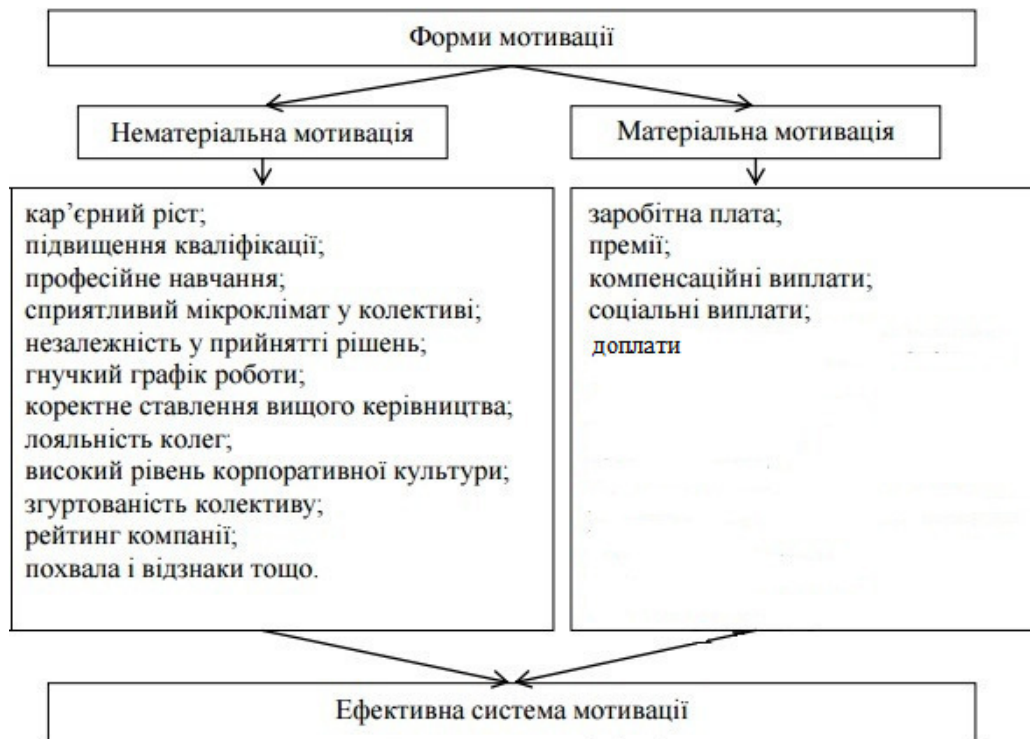 Форми мотивації
Нематеріальна мотивація
Матеріальна мотивація
кар’єрний ріст;
підвищення кваліфікації;
професійне навчання;
сприятливий мікроклімат у колективі;
незалежність у прийнятті рішень;
гнучкий графік роботи;
коректне ставлення вищого керівництва;
лояльність колег;
високий рівень корпоративної культури;
згуртованість колективу;
рейтинг компанії;
похвала і відзнаки тощо.
заробітна плата;
премії;
компенсаційні виплати;
соціальні виплати;
доплати
Ефективна система мотивації